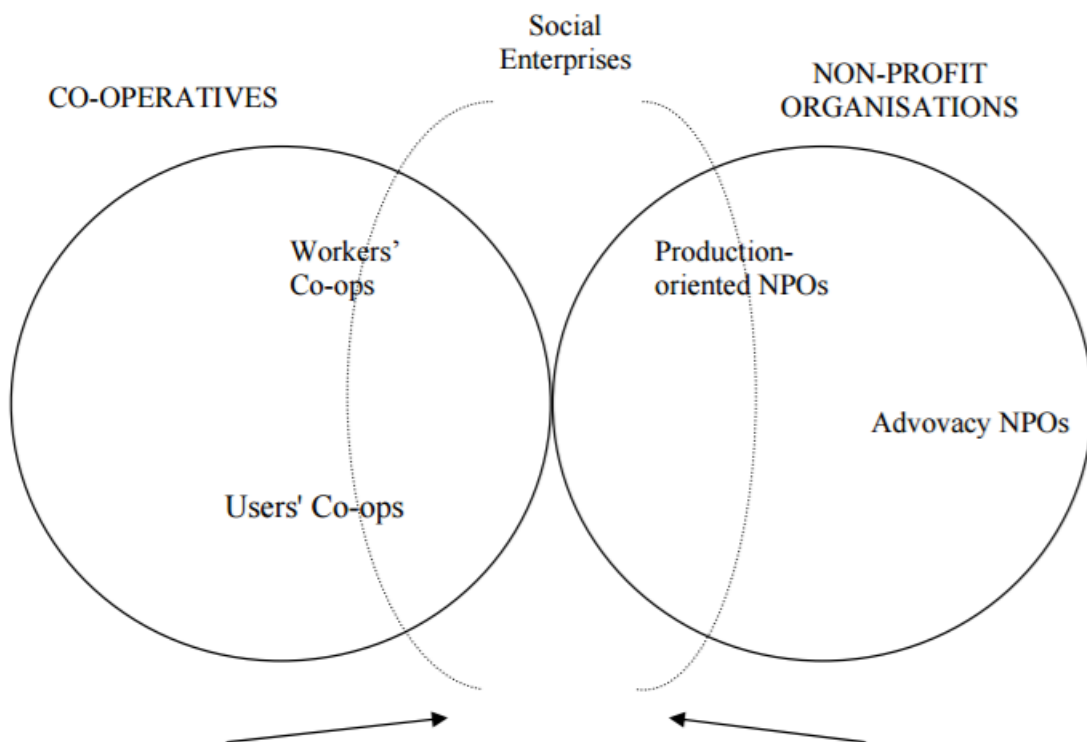 Social
Enterprises
CO-OPERATIVES
NON-PROFIT
ORGANISATIONS
Workers’
Co-ops
Production-
oriented NPOs
Advovacy NPOs
Users' Co-ops